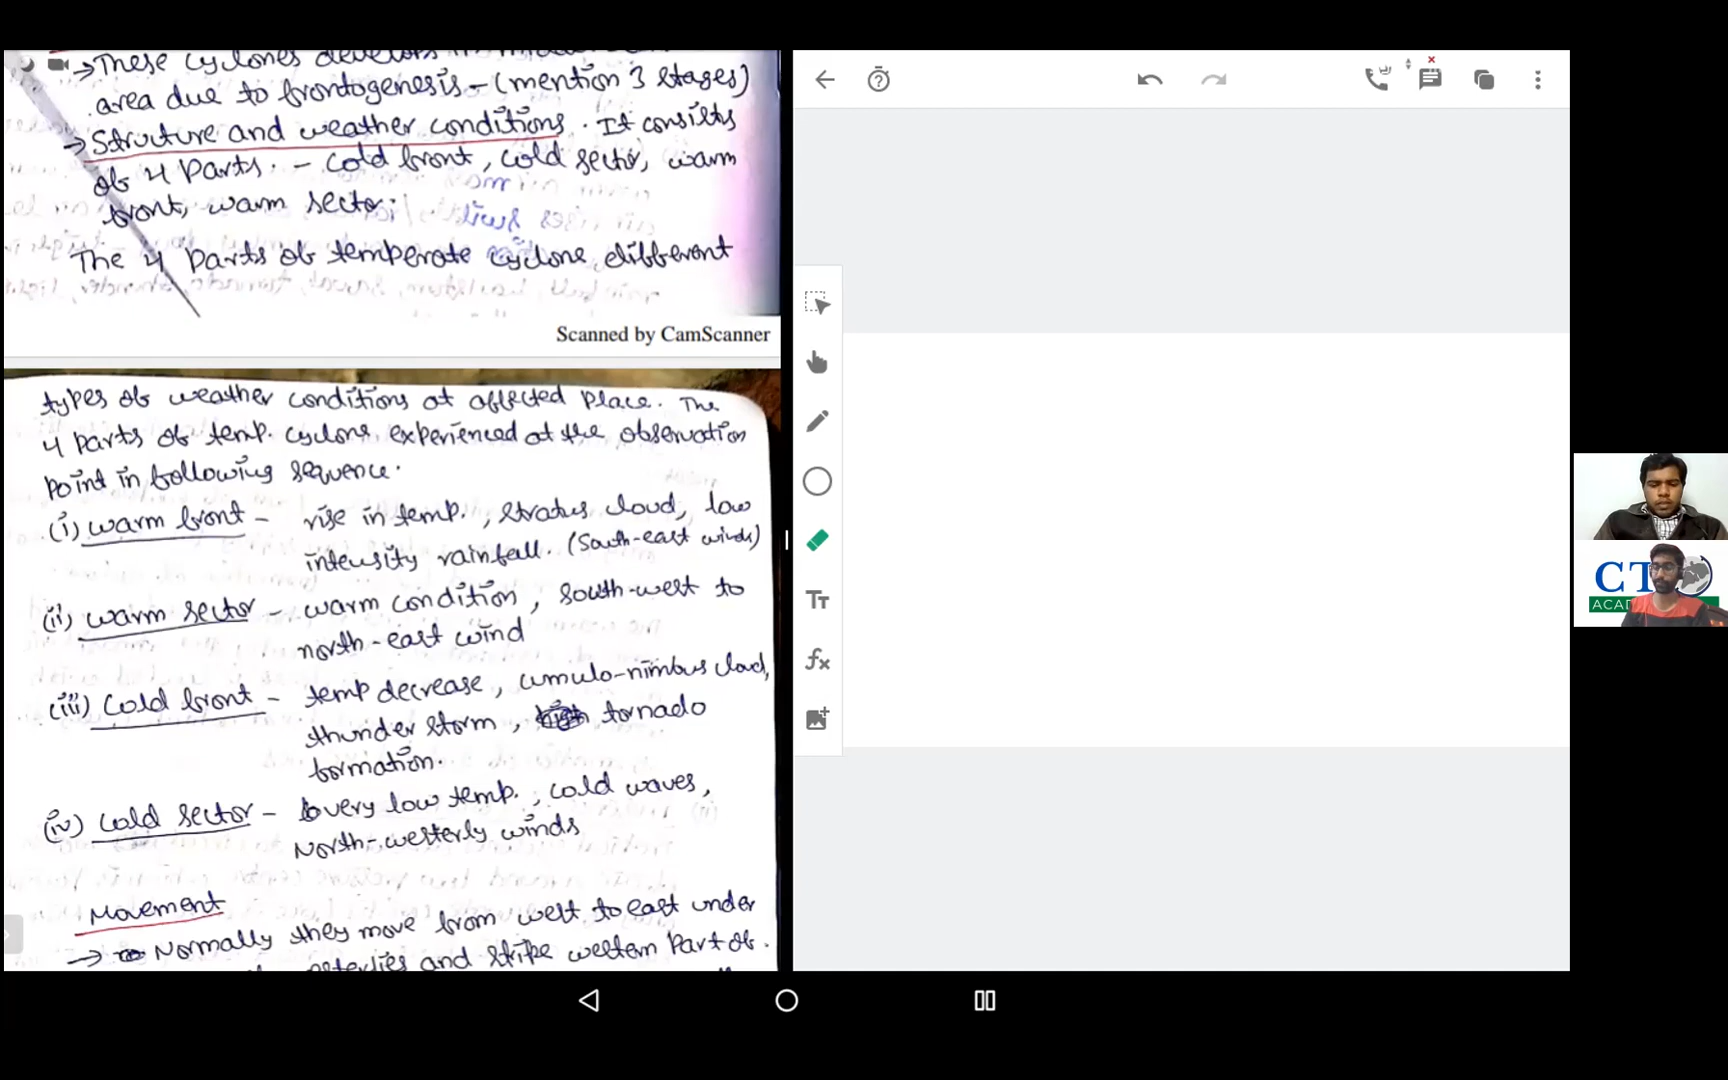 →These cyclones
area due to frontogenesis - (mention 3 stages)
→ Structure and weather conditions. It consists
of 4 parts. - cold front, cold sector, warm
front, warm sector.
The 4 parts of temperate cyclone different
Scanned by CamScanner
types of weather conditions at affected place. The
4 parts of temp. cyclone experienced at the observation
point in following sequence.
(i) warm front - rise in temp., stratus cloud, low
intensity rainfall. (South-east winds)
(ii) warm sector - warm condition, south-west to
north-east wind
(iii) cold front - temp decrease, cumulo-nimbus cloud,
thunder storm, tornado
formation.
(iv) cold sector - very low temp., cold waves,
North-westerly winds
Movement
→ Normally they move from west to east under
and strike western part of
Tт
fx
CT
ACAD